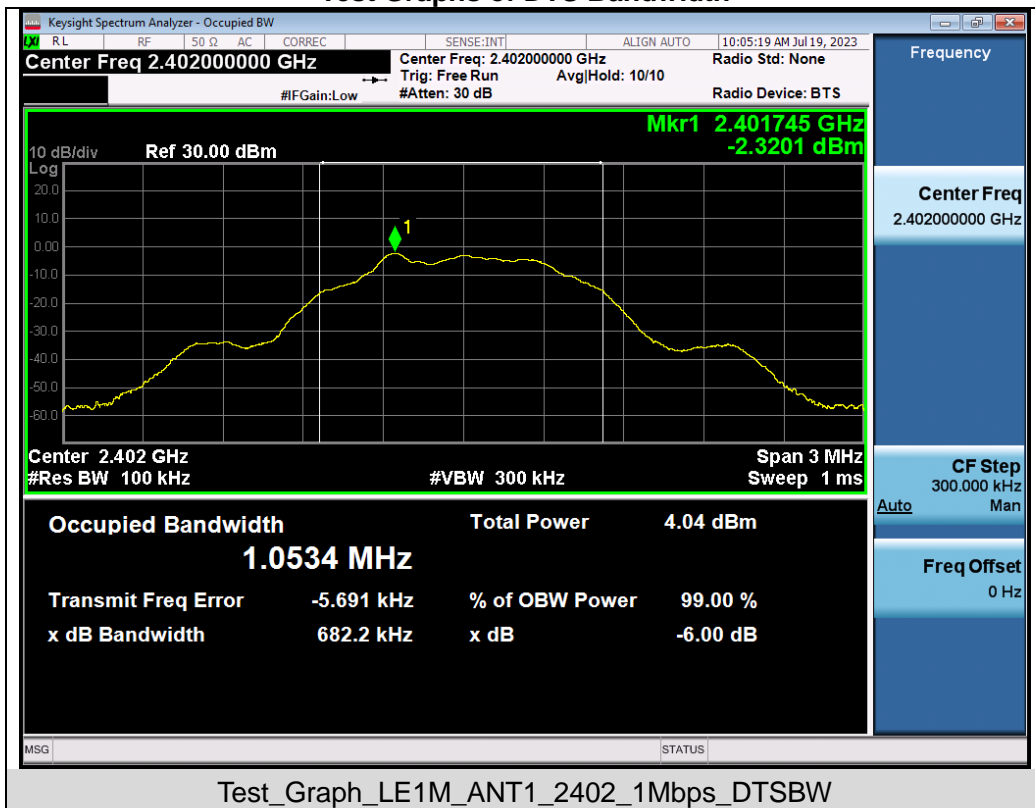 Test Graphs of DTS Bandwidth
Keysight Spectrum Analyzer - Occupied BW
LXI RL RF 50 Ω AC CORREC SENSE:INT ALIGN AUTO 10:05:19 AM Jul 19, 2023
Center Freq 2.402000000 GHz
Center Freq: 2.402000000 GHz Radio Std: None
Trig: Free Run Avg|Hold: 10/10
#IFGain:Low #Atten: 30 dB Radio Device: BTS
Mkr1 2.401745 GHz
-2.3201 dBm
10 dB/div Ref 30.00 dBm
Log
20.0
10.0
1
0.00
-10.0
-20.0
-30.0
-40.0
-50.0
-60.0
Center 2.402 GHz Span 3 MHz
#Res BW 100 kHz #VBW 300 kHz Sweep 1 ms
Occupied Bandwidth Total Power 4.04 dBm
1.0534 MHz
Transmit Freq Error -5.691 kHz % of OBW Power 99.00 %
x dB Bandwidth 682.2 kHz x dB -6.00 dB
Frequency
Center Freq
2.402000000 GHz
CF Step
300.000 kHz
Auto Man
Freq Offset
0 Hz
MSG STATUS
Test_Graph_LE1M_ANT1_2402_1Mbps_DTSBW